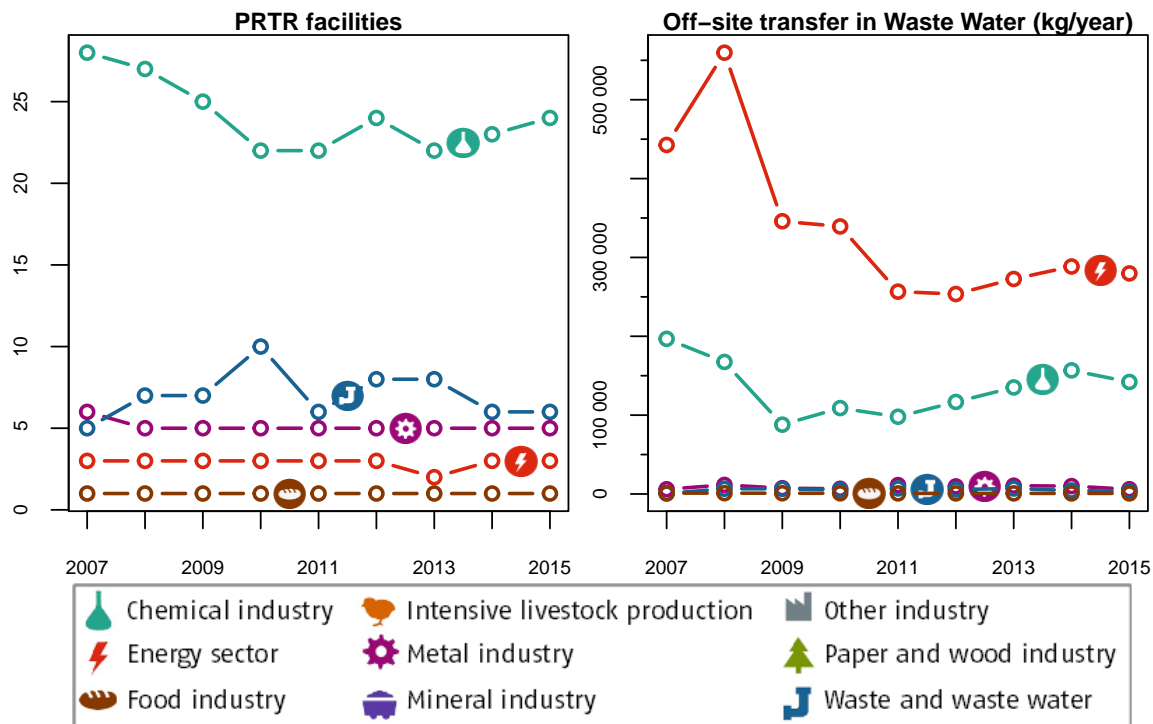 PRTR facilities
Off−site transfer in Waste Water (kg/year)
25
20
15
10
5
0
500 000
300 000
100 000
0
2007 2009 2011 2013 2015
2007 2009 2011 2013 2015
Chemical industry Intensive livestock production Other industry
Energy sector Metal industry Paper and wood industry
Food industry Mineral industry Waste and waste water